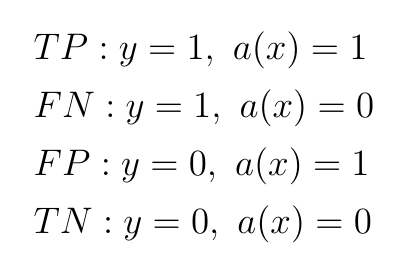 TP : y = 1, a(x) = 1
FN : y = 1, a(x) = 0
FP : y = 0, a(x) = 1
TN : y = 0, a(x) = 0